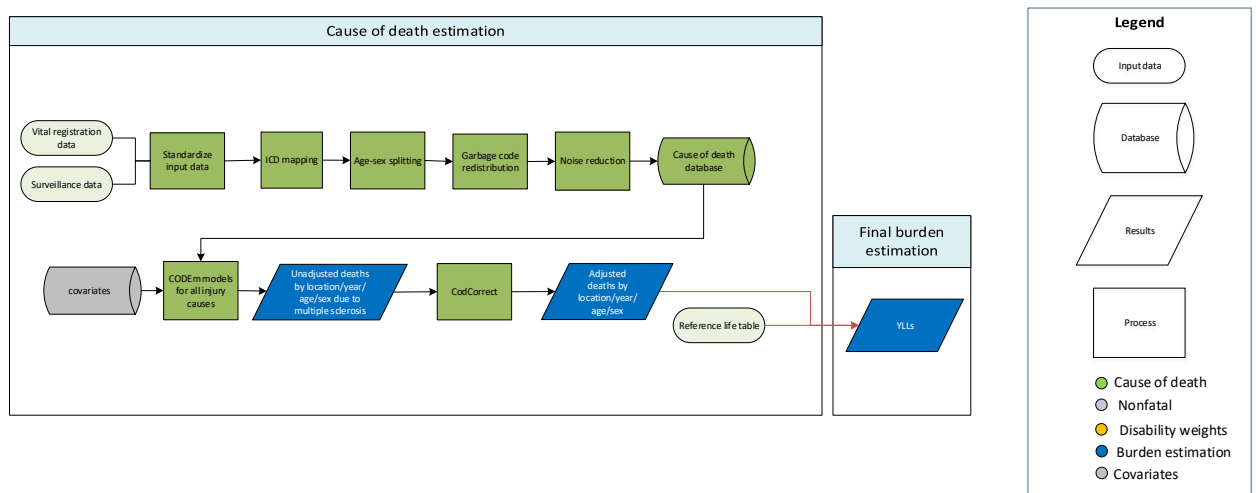 Cause of death estimation
Vital registration
data
Surveillance data
Standardize
input data
ICD mapping
Age-sex splitting
Garbage code
redistribution
Noise reduction
Cause of death
database
covariates
CODEm models
for all injury
causes
Unadjusted deaths
by location/year/
age/sex due to
multiple sclerosis
CodCorrect
Adjusted
deaths by
location/year/
age/sex
Reference life table
Final burden
estimation
YLLs
Legend
Input data
Database
Results
Process
Cause of death
Nonfatal
Disability weights
Burden estimation
Covariates